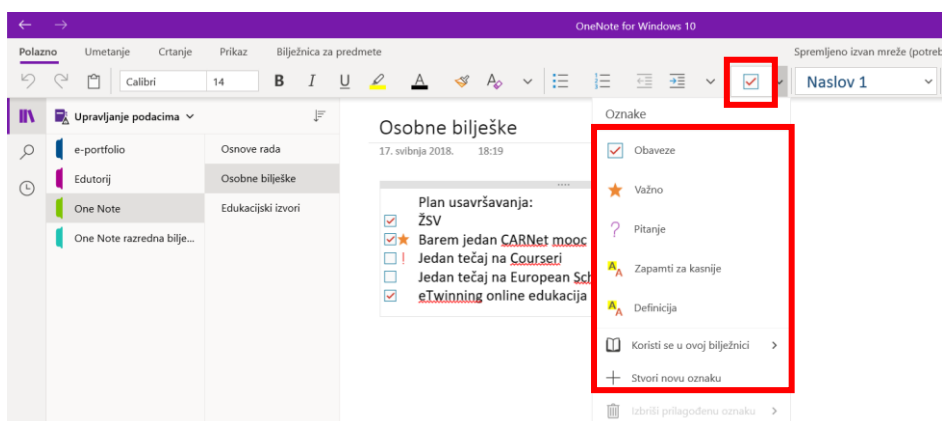 OneNote for Windows 10
Polazno Umetanje Crtanje Prikaz Bilježnica za predmete Spremljeno izvan mreže (potreb
Calibri 14 B I U A A Naslov 1
Upravljanje podacima
e-portfolio
Edutorij
One Note
One Note razredna bilje...
Osnove rada
Osobne bilješke
Edukacijski izvori
Osobne bilješke
17. svibnja 2018. 18:19
Plan usavršavanja:
ŽSV
Barem jedan CARNet mooc
Jedan tečaj na Courseri
Jedan tečaj na European Sch
eTwinning online edukacija
Oznake
Obaveze
Važno
Pitanje
Zapamti za kasnije
Definicija
Koristi se u ovoj bilježnici
Stvori novu oznaku
Izbriši prilagođenu oznaku